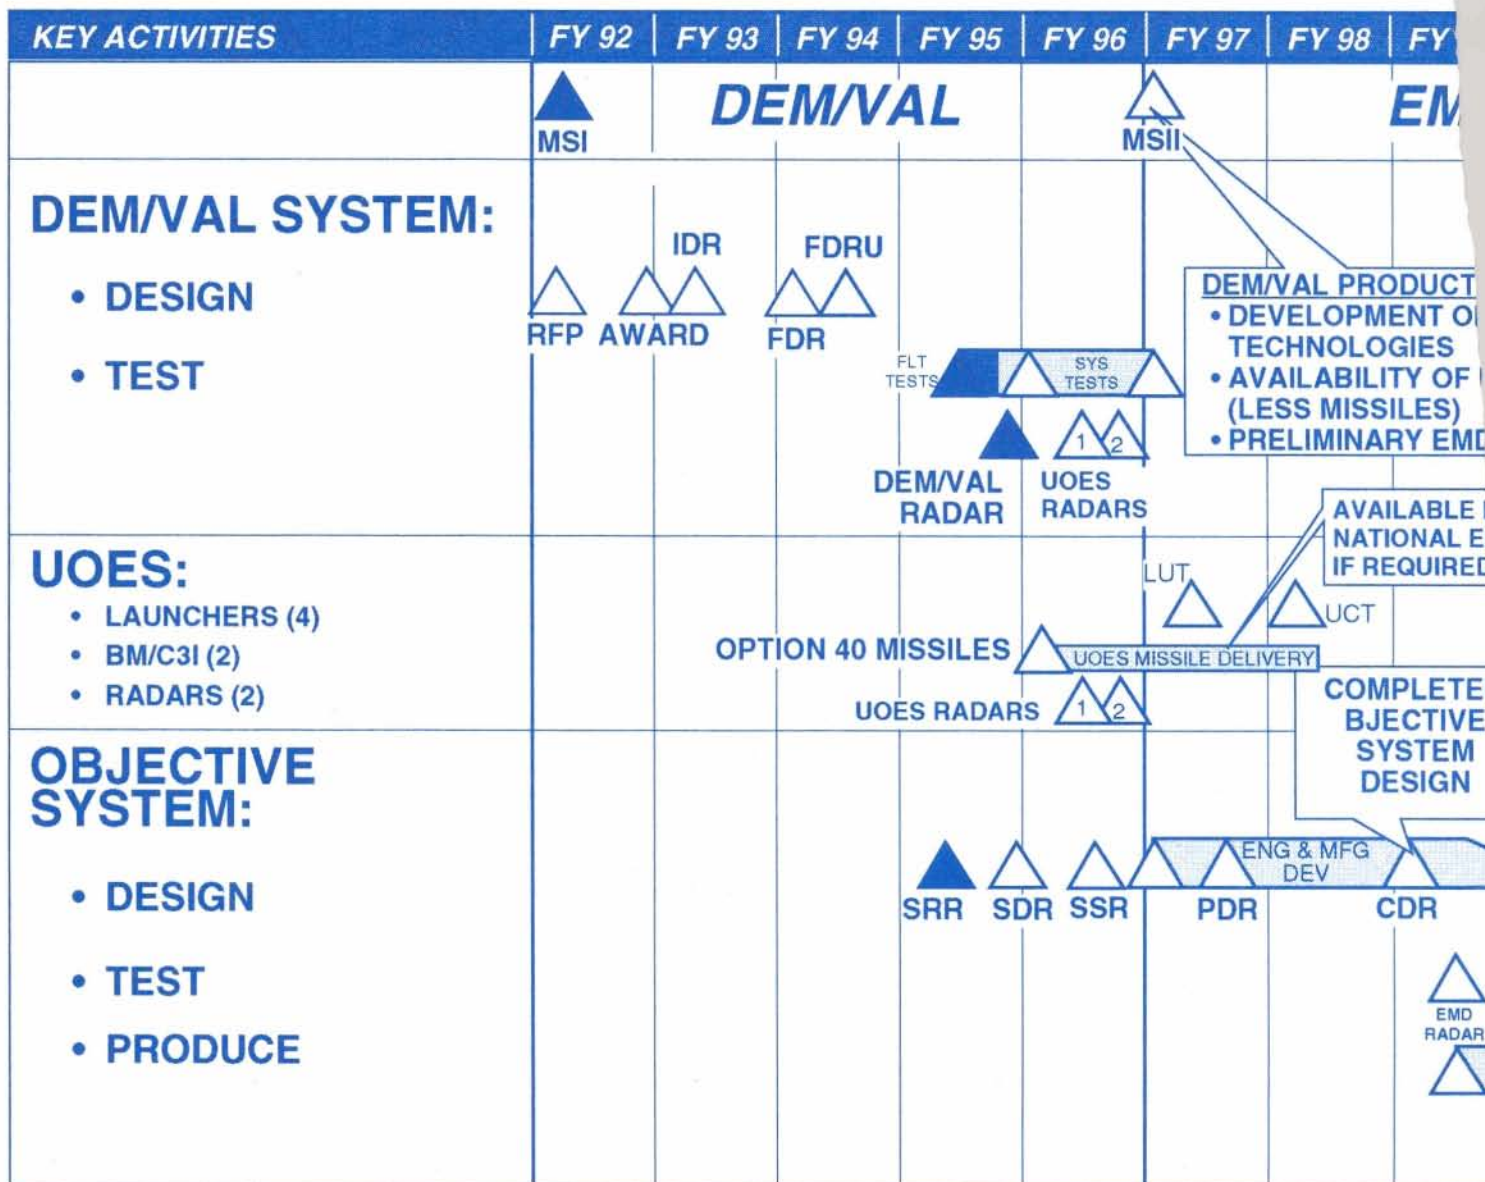 KEY ACTIVITIES FY 92 FY 93 FY 94 FY 95 FY 96 FY 97 FY 98 FY
DEM/VAL
MSI
MSII
DEM/VAL SYSTEM:
• DESIGN
IDR FDRU
RFP AWARD FDR
• TEST
FLT
TESTS
SYS
TESTS
DEM/VAL
RADAR
1 2
UOES
RADARS
DEM/VAL PRODUCT
• DEVELOPMENT
TECHNOLOGIES
• AVAILABILITY OF
(LESS MISSILES)
• PRELIMINARY EMD
AVAILABLE
NATIONAL
IF REQUIRED
UOES:
• LAUNCHERS (4)
• BM/C3I (2)
• RADARS (2)
LUT
UCT
OPTION 40 MISSILES
UOES MISSILE DELIVERY
UOES RADARS 1 2
COMPLETE
BJECTIVE
SYSTEM
DESIGN
OBJECTIVE
SYSTEM:
• DESIGN
ENG & MFG
DEV
SRR SDR SSR PDR CDR
• TEST
EMD
RADAR
• PRODUCE